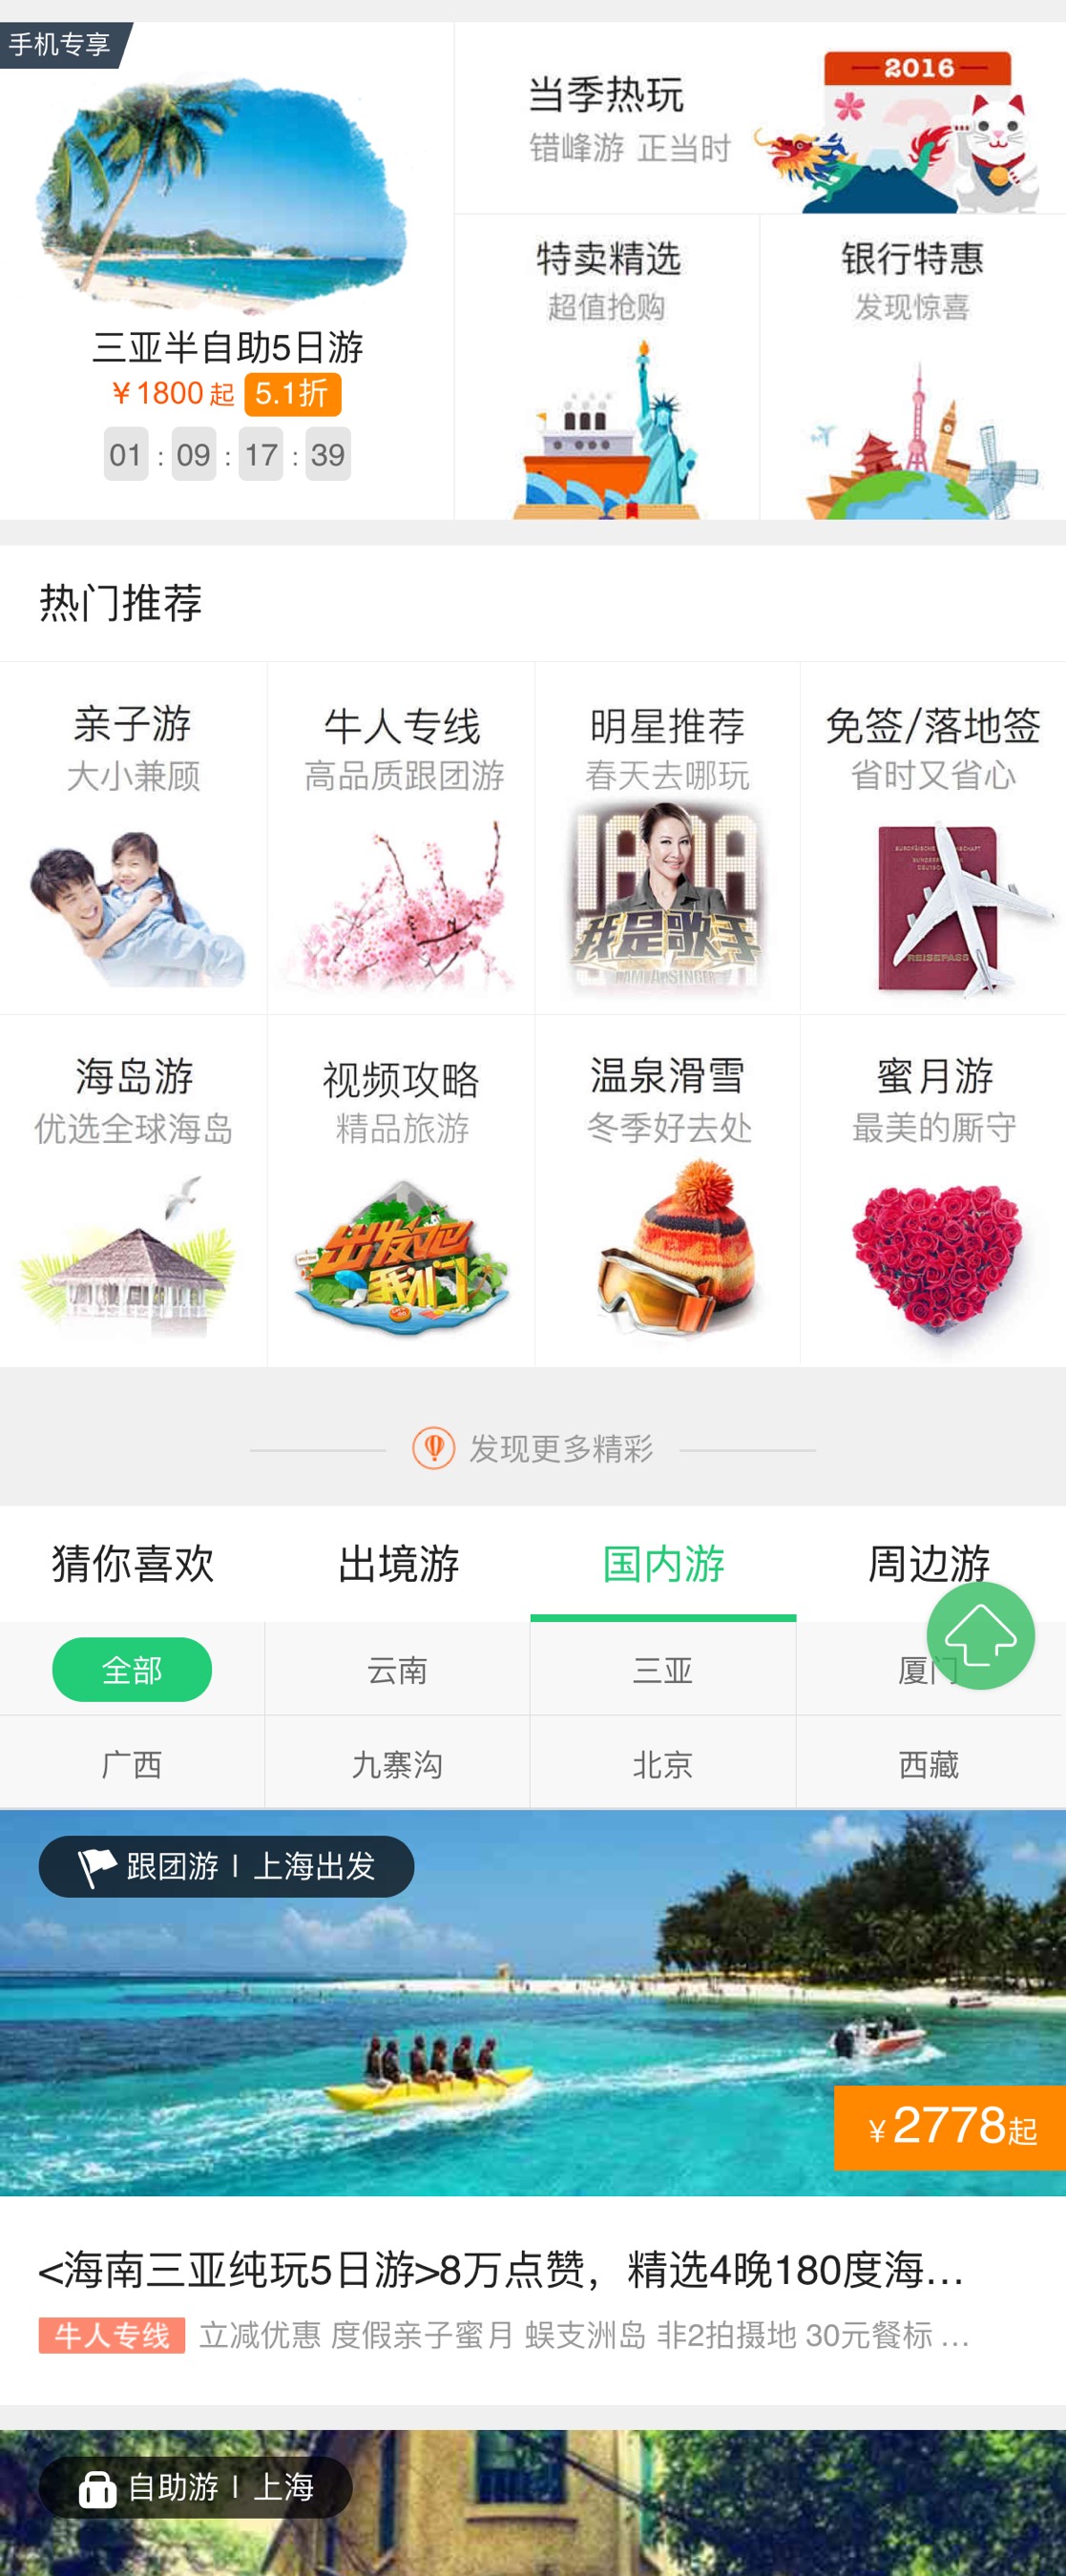 手机专享
三亚半自助5日游
¥1800起 5.1折
01 : 09 : 17 : 39
当季热玩
错峰游 正当时
2016
特卖精选
超值抢购
银行特惠
发现惊喜
热门推荐
亲子游
大小兼顾
牛人专线
高品质跟团游
明星推荐
春天去哪玩
我是歌手
免签/落地签
省时又省心
REISEPASS
海岛游
优选全球海岛
视频攻略
精品旅游
出发吧
我们
温泉滑雪
冬季好去处
蜜月游
最美的厮守
发现更多精彩
猜你喜欢 出境游 国内游 周边游
全部 云南 三亚 厦门
广西 九寨沟 北京 西藏
跟团游 | 上海出发
¥2778起
<海南三亚纯玩5日游>8万点赞，精选4晚180度海...
牛人专线 立减优惠 度假亲子蜜月 蜈支洲岛 非2拍摄地 30元餐标 ...
自助游 | 上海